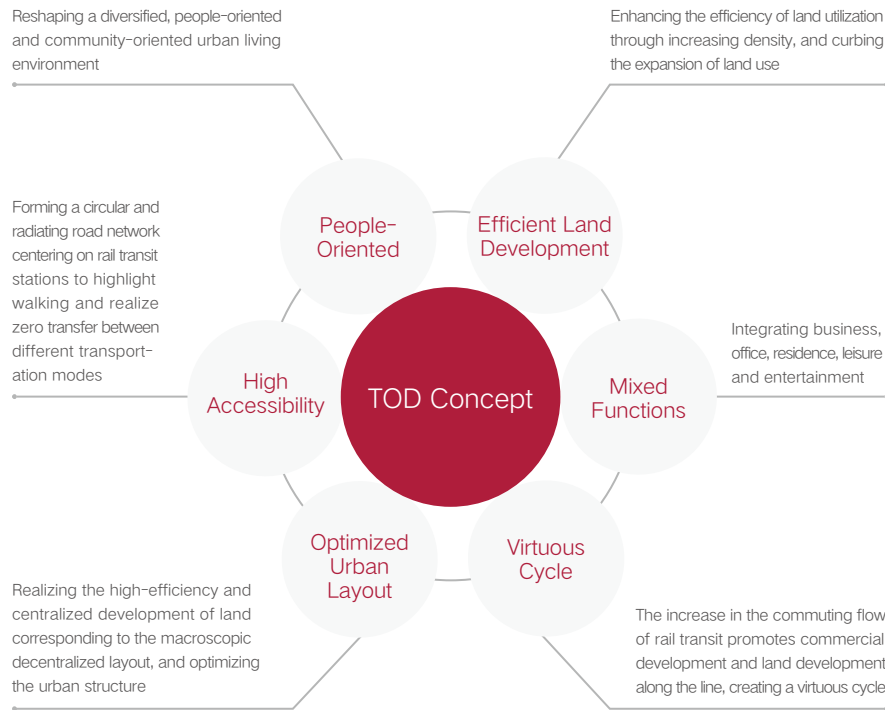 Reshaping a diversified, people-oriented
and community-oriented urban living
environment
Enhancing the efficiency of land utilization
through increasing density, and curbing
the expansion of land use
People-
Oriented
Efficient Land
Development
Forming a circular and
radiating road network
centering on rail transit
stations to highlight
walking and realize
zero transfer between
different transport-
ation modes
High
Accessibility
TOD Concept
Mixed
Functions
Integrating business,
office, residence, leisure
and entertainment
Optimized
Urban
Layout
Virtuous
Cycle
Realizing the high-efficiency and
centralized development of land
corresponding to the macroscopic
decentralized layout, and optimizing
the urban structure
The increase in the commuting flow
of rail transit promotes commercial
development and land development
along the line, creating a virtuous cycle